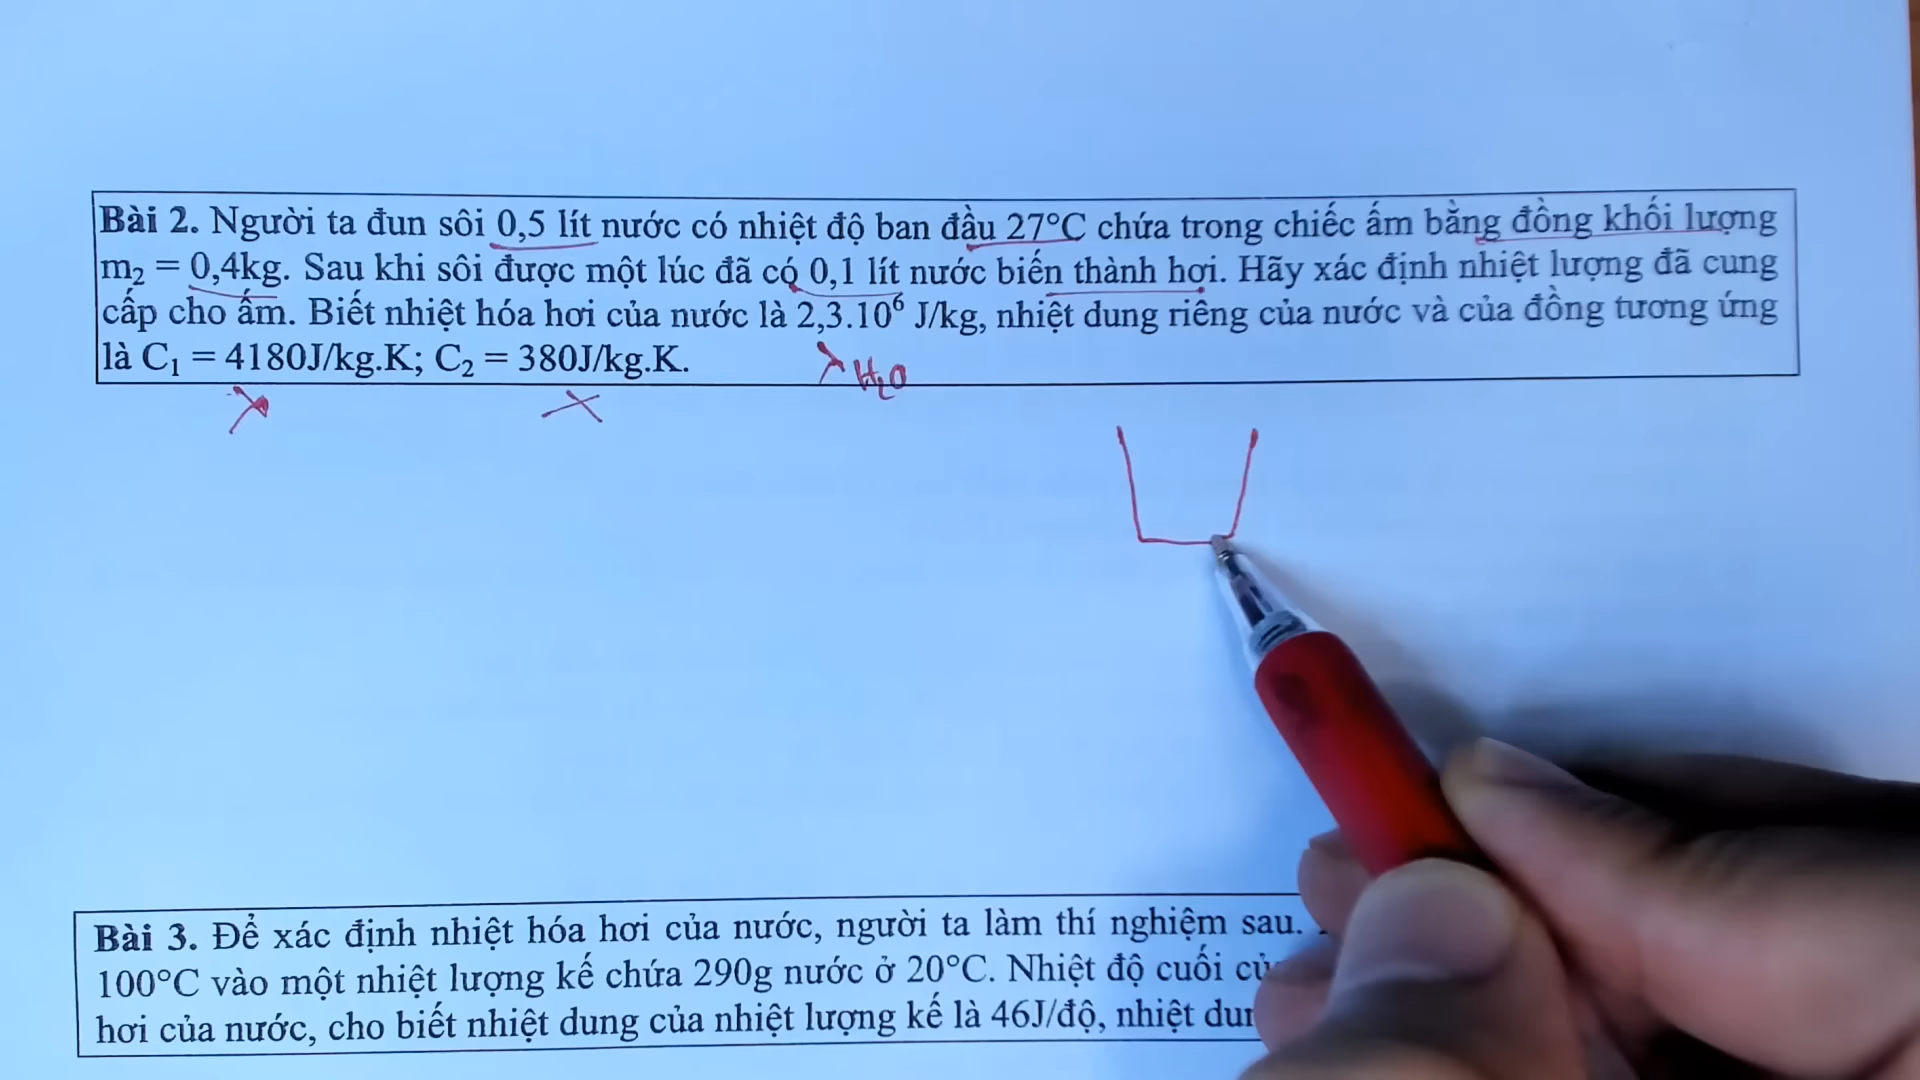 Bài 2. Người ta đun sôi 0,5 lít nước có nhiệt độ ban đầu 27°C chứa trong chiếc ấm bằng đồng khối lượng
m₂ = 0,4kg. Sau khi sôi được một lúc đã có 0,1 lít nước biến thành hơi. Hãy xác định nhiệt lượng đã cung
cấp cho ấm. Biết nhiệt hóa hơi của nước là 2,3.10⁶ J/kg, nhiệt dung riêng của nước và của đồng tương ứng
là C₁ = 4180J/kg.K; C₂ = 380J/kg.K.
λ H₂O
Bài 3. Để xác định nhiệt hóa hơi của nước, người ta làm thí nghiệm sau.
100°C vào một nhiệt lượng kế chứa 290g nước ở 20°C. Nhiệt độ cuối
hơi của nước, cho biết nhiệt dung của nhiệt lượng kế là 46J/độ, nhiệt